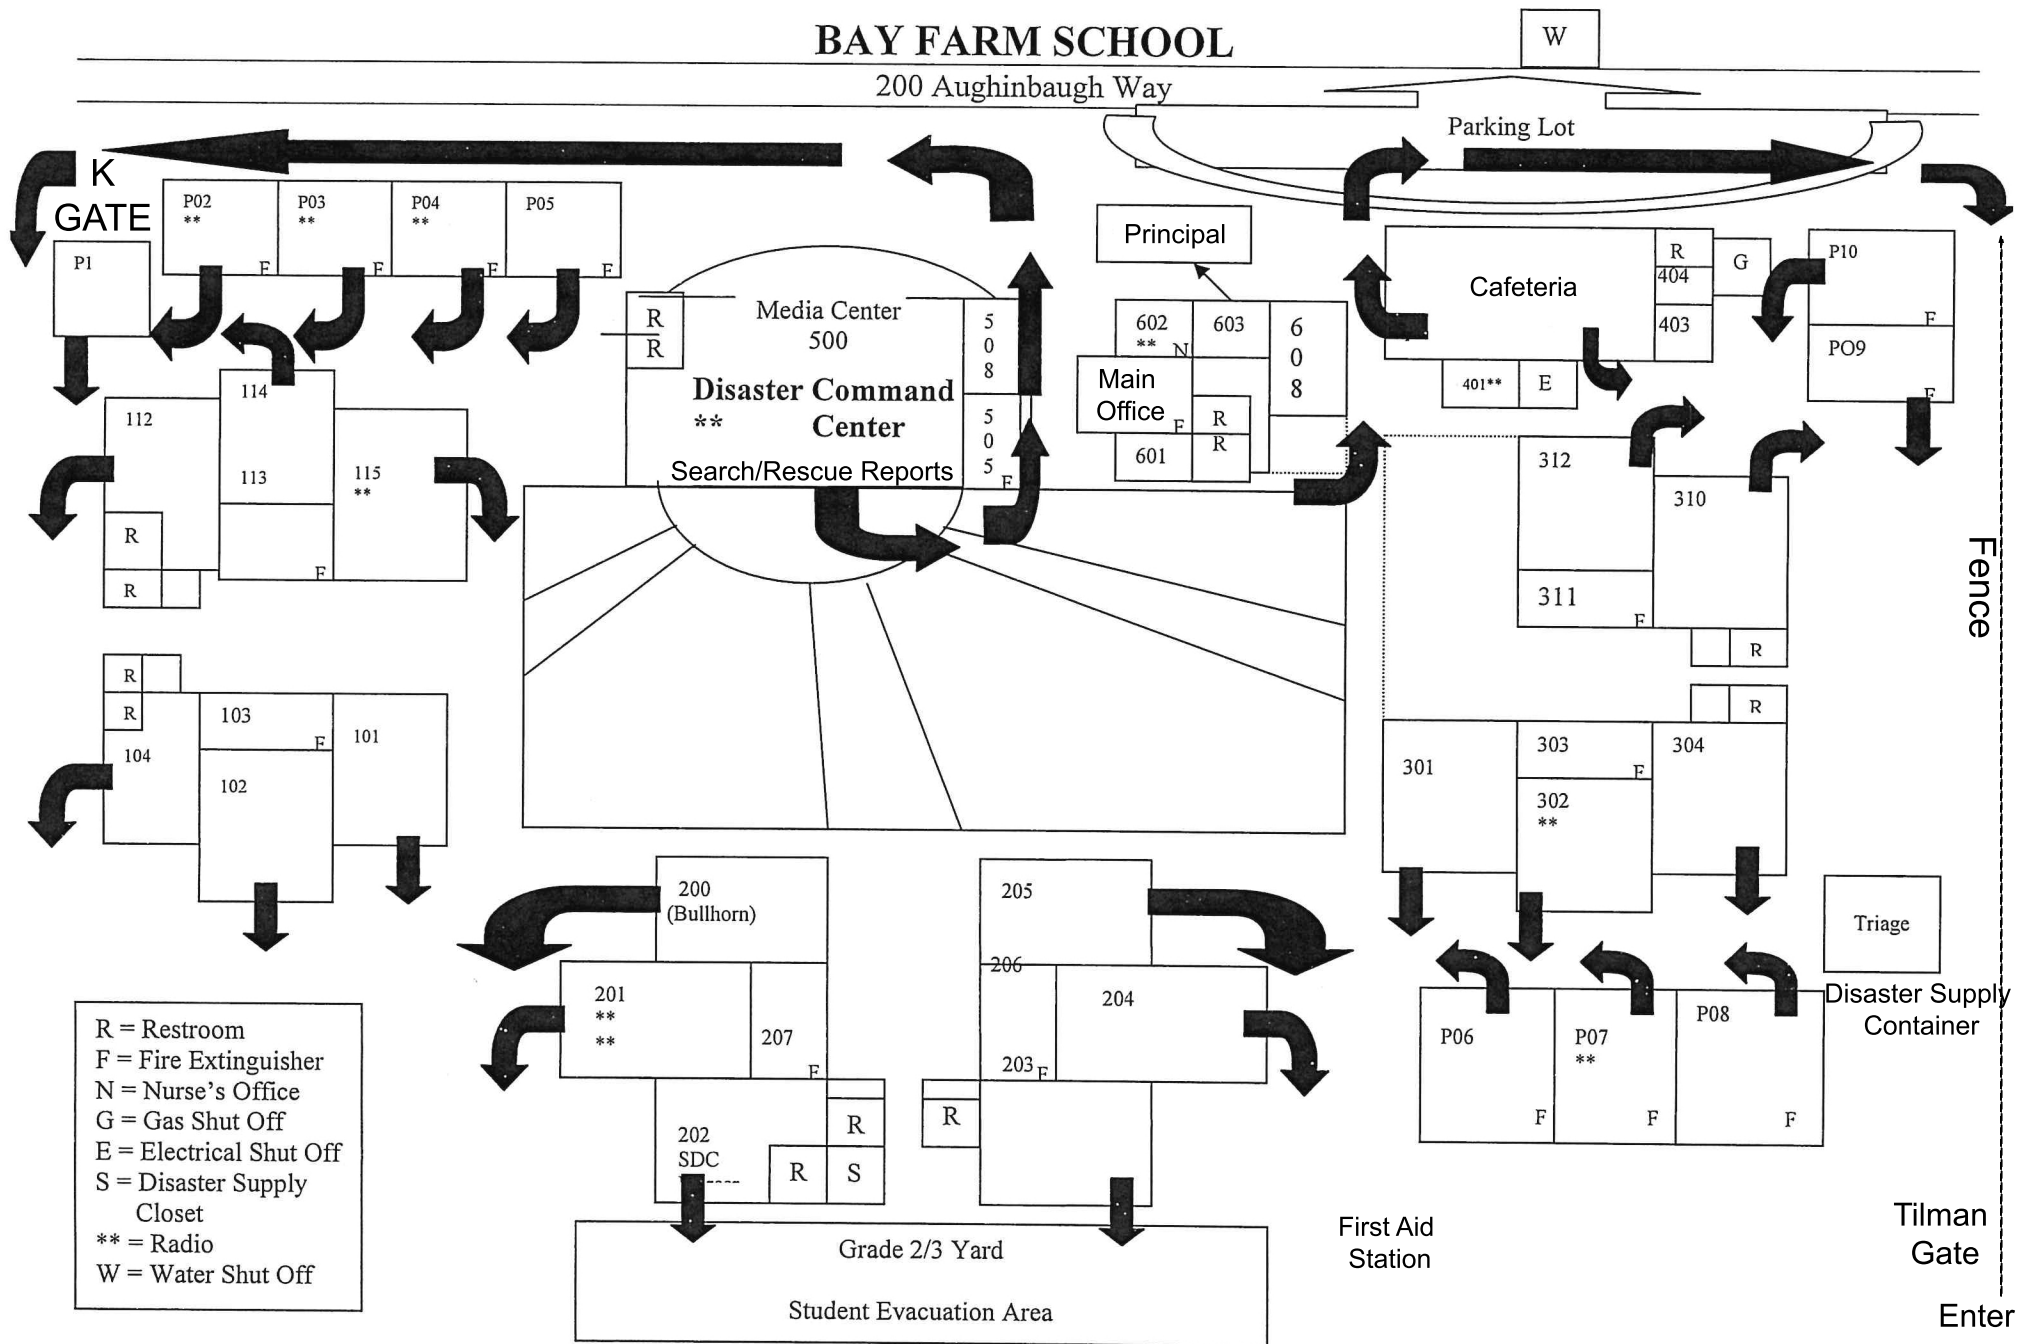 BAY FARM SCHOOL
W
200 Aughinbaugh Way
Parking Lot
K
GATE
P02
**
F
P03
**
F
P04
**
F
P05
F
P1
Principal
Cafeteria
R
404
403
G
P10
F
PO9
F
R
R
Media Center
500
Disaster Command
** Center
Search/Rescue Reports
5
0
8
5
0
5
F
602
**
N
603
6
0
8
Main
Office
F
R
R
601
401**
E
114
113
F
112
R
R
115
**
312
311
F
310
R
Fence
R
R
104
103
F
102
101
R
301
303
F
302
**
304
200
(Bullhorn)
201
**
**
207
F
202
SDC
R
R
S
205
206
203
F
204
R
Triage
Disaster Supply
Container
P06
F
P07
**
F
P08
F
R = Restroom
F = Fire Extinguisher
N = Nurse's Office
G = Gas Shut Off
E = Electrical Shut Off
S = Disaster Supply
Closet
** = Radio
W = Water Shut Off
Grade 2/3 Yard
Student Evacuation Area
First Aid
Station
Tilman
Gate
Enter